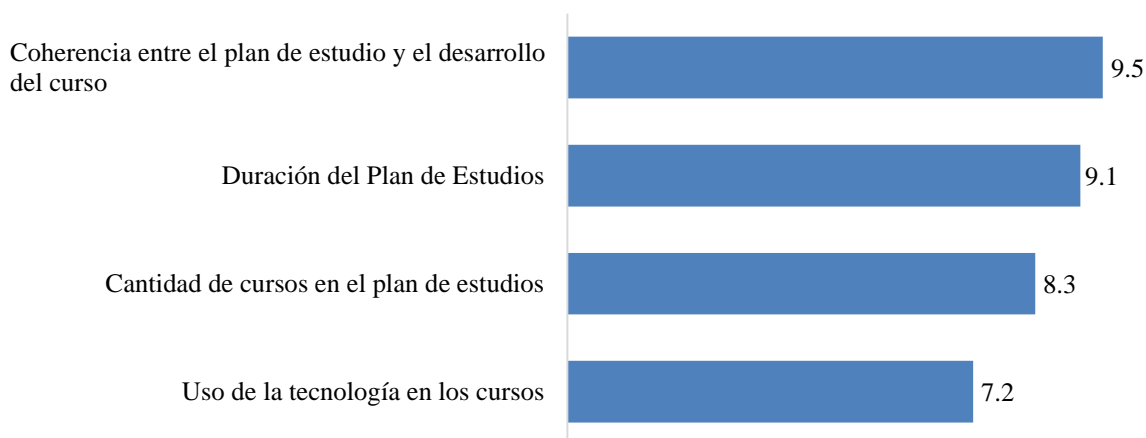 Coherencia entre el plan de estudio y el desarrollo
del curso
9.5
Duración del Plan de Estudios
9.1
Cantidad de cursos en el plan de estudios
8.3
Uso de la tecnología en los cursos
7.2